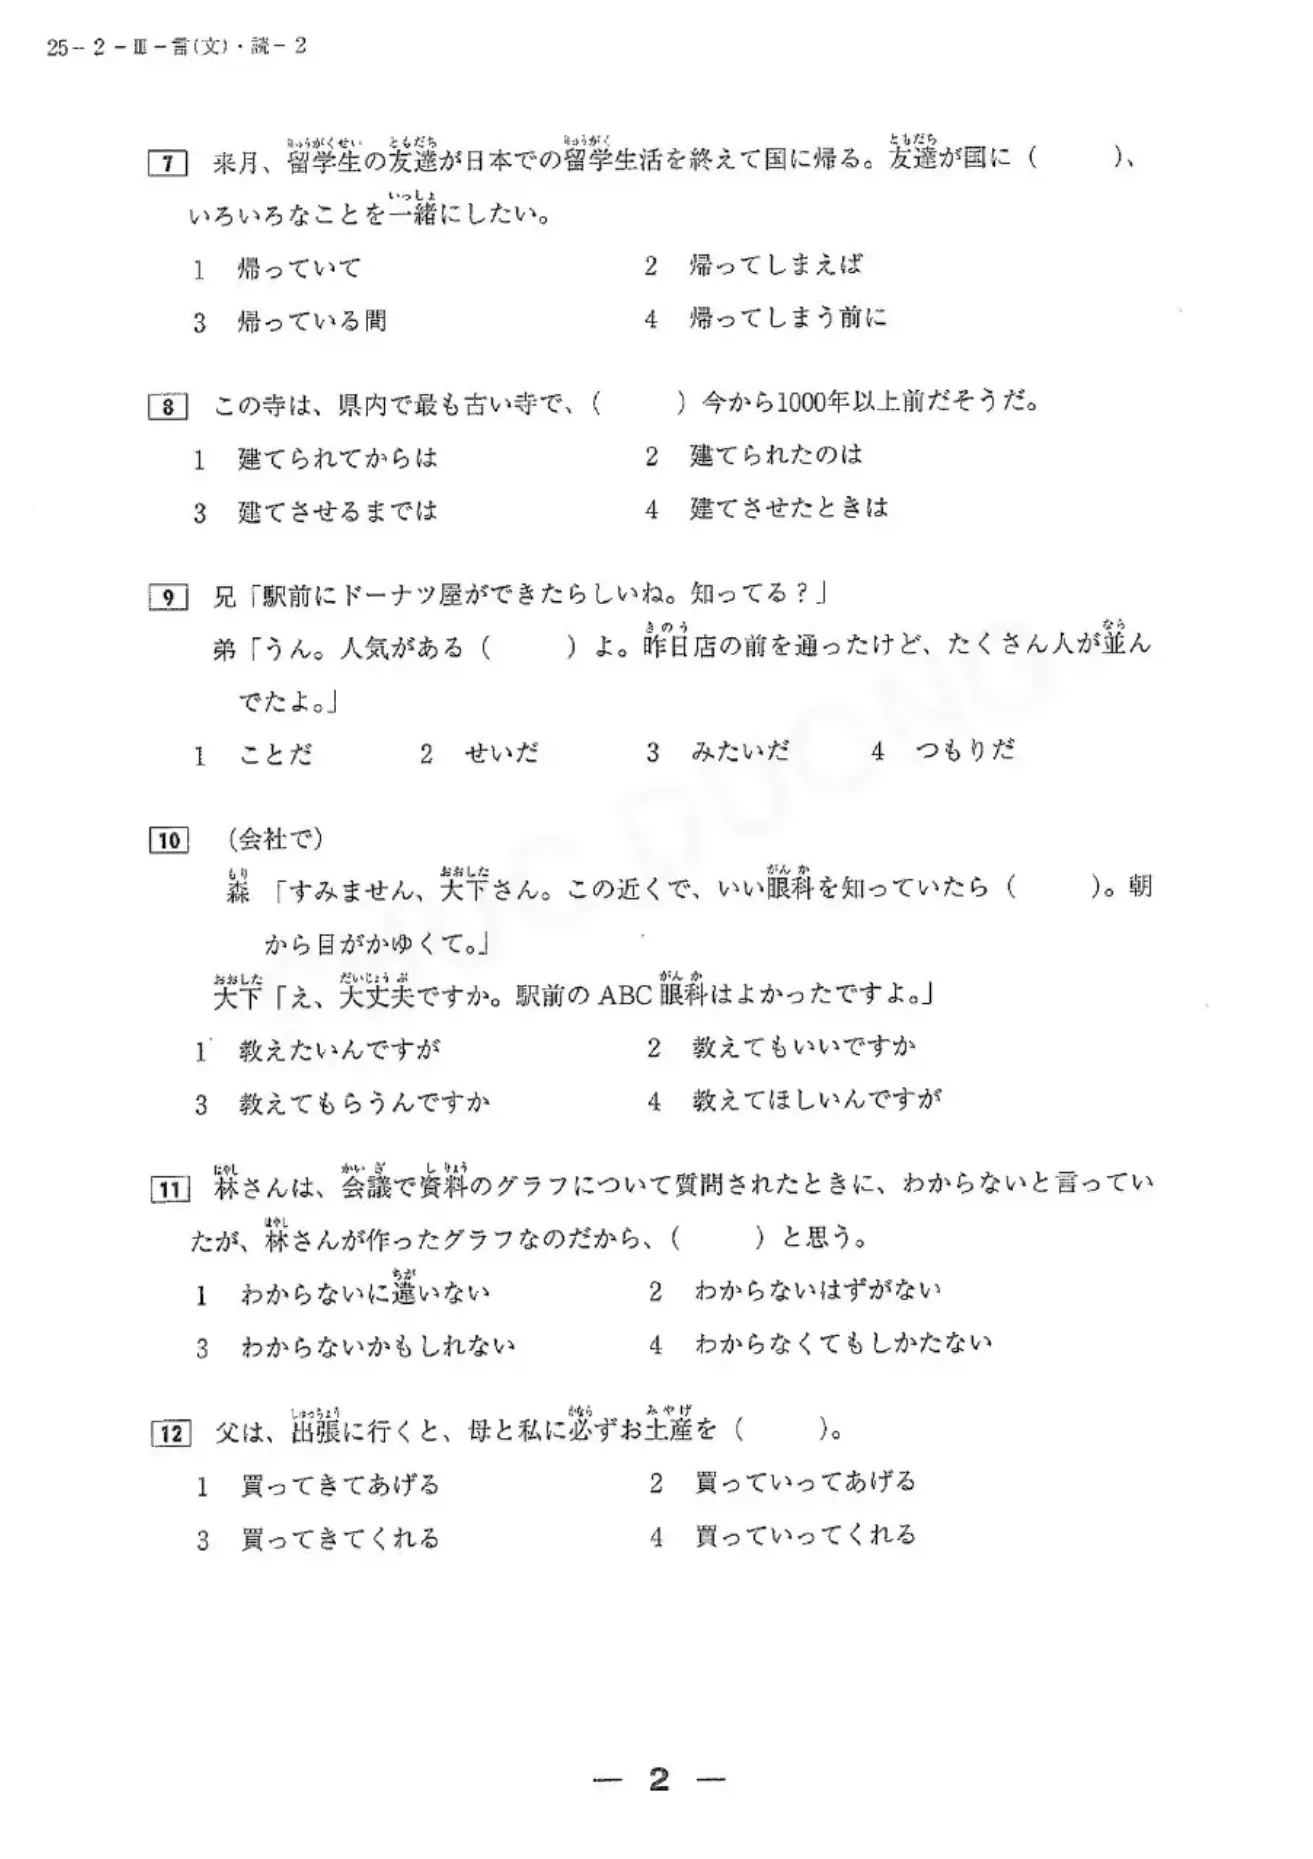 25－2－Ⅲ－言(文)・読－2
7 来月、留学生の友達が日本での留学生活を終えて国に帰る。友達が国に（　　）、
いろいろなことを一緒にしたい。
1 帰っていて 2 帰ってしまえば
3 帰っている間 4 帰ってしまう前に
8 この寺は、県内で最も古い寺で、（　　）今から1000年以上前だそうだ。
1 建てられてからは 2 建てられたのは
3 建てさせるまでは 4 建てさせたときは
9 兄「駅前にドーナツ屋ができたらしいね。知ってる？」
弟「うん。人気がある（　　）よ。昨日店の前を通ったけど、たくさん人が並ん
でたよ。」
1 ことだ 2 せいだ 3 みたいだ 4 つもりだ
10 （会社で）
森「すみません、大下さん。この近くで、いい眼科を知っていたら（　　）。朝
から目がかゆくて。」
大下「え、大丈夫ですか。駅前のABC眼科はよかったですよ。」
1 教えたいんですが 2 教えてもいいですか
3 教えてもらうんですか 4 教えてほしいんですが
11 林さんは、会議で資料のグラフについて質問されたときに、わからないと言ってい
たが、林さんが作ったグラフなのだから、（　　）と思う。
1 わからないに違いない 2 わからないはずがない
3 わからないかもしれない 4 わからなくてもしかたない
12 父は、出張に行くと、母と私に必ずお土産を（　　）。
1 買ってきてあげる 2 買っていってあげる
3 買ってきてくれる 4 買っていってくれる
— 2 —